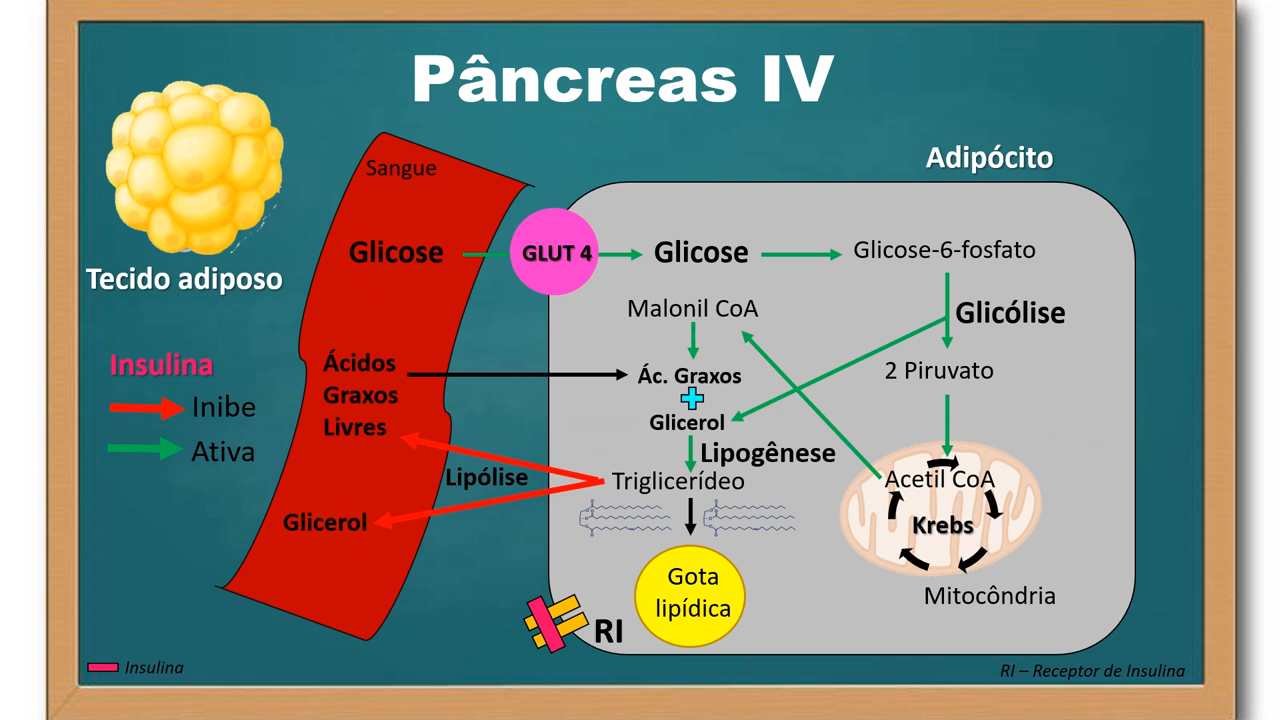 Pâncreas IV
Adipócito
Sangue
Glicose
GLUT 4
Glicose
Glicose-6-fosfato
Tecido adiposo
Malonil CoA
Glicólise
Insulina
Inibe
Ativa
Ácidos
Graxos
Livres
Ác. Graxos
2 Piruvato
Glicerol
Lipogênese
Lipólise
Triglicerídeo
Acetil CoA
Krebs
Glicerol
Gota
lipídica
Mitocôndria
RI
Insulina
RI – Receptor de Insulina